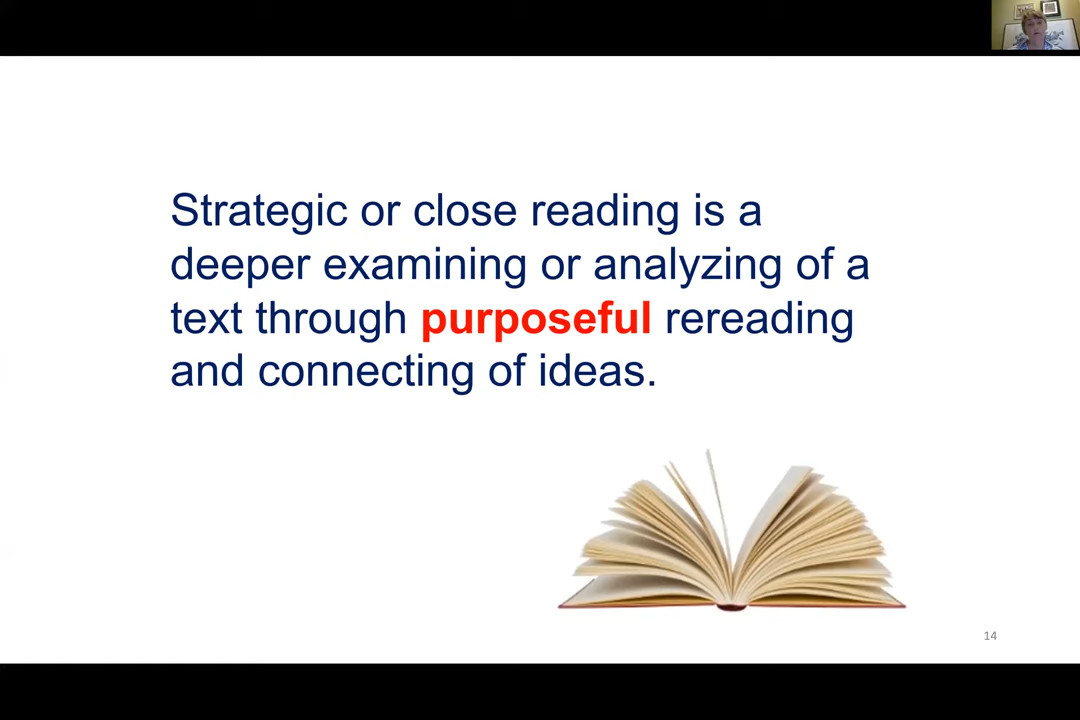 Strategic or close reading is a
deeper examining or analyzing of a
text through purposeful rereading
and connecting of ideas.
14